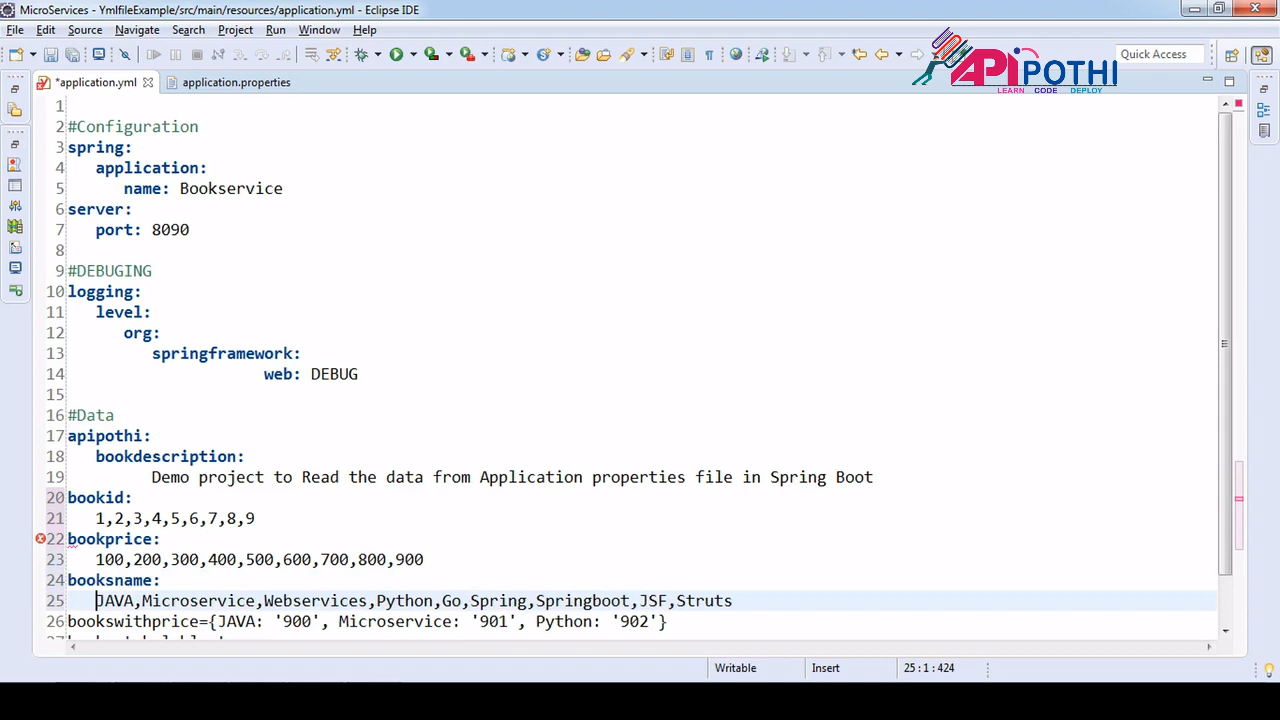 MicroServices - YmlfileExample/src/main/resources/application.yml - Eclipse IDE
File Edit Source Navigate Search Project Run Window Help
Quick Access
APIPOTHI
LEARN CODE DEPLOY
*application.yml application.properties
1
2 #Configuration
3 spring:
4 application:
5 name: Bookservice
6 server:
7 port: 8090
8
9 #DEBUGING
10 logging:
11 level:
12 org:
13 springframework:
14 web: DEBUG
15
16 #Data
17 apipothi:
18 bookdescription:
19 Demo project to Read the data from Application properties file in Spring Boot
20 bookid:
21 1,2,3,4,5,6,7,8,9
22 bookprice:
23 100,200,300,400,500,600,700,800,900
24 booksname:
25 JAVA,Microservice,Webservices,Python,Go,Spring,Springboot,JSF,Struts
26 bookswithprice={JAVA: '900', Microservice: '901', Python: '902'}
Writable Insert 25 : 1 : 424